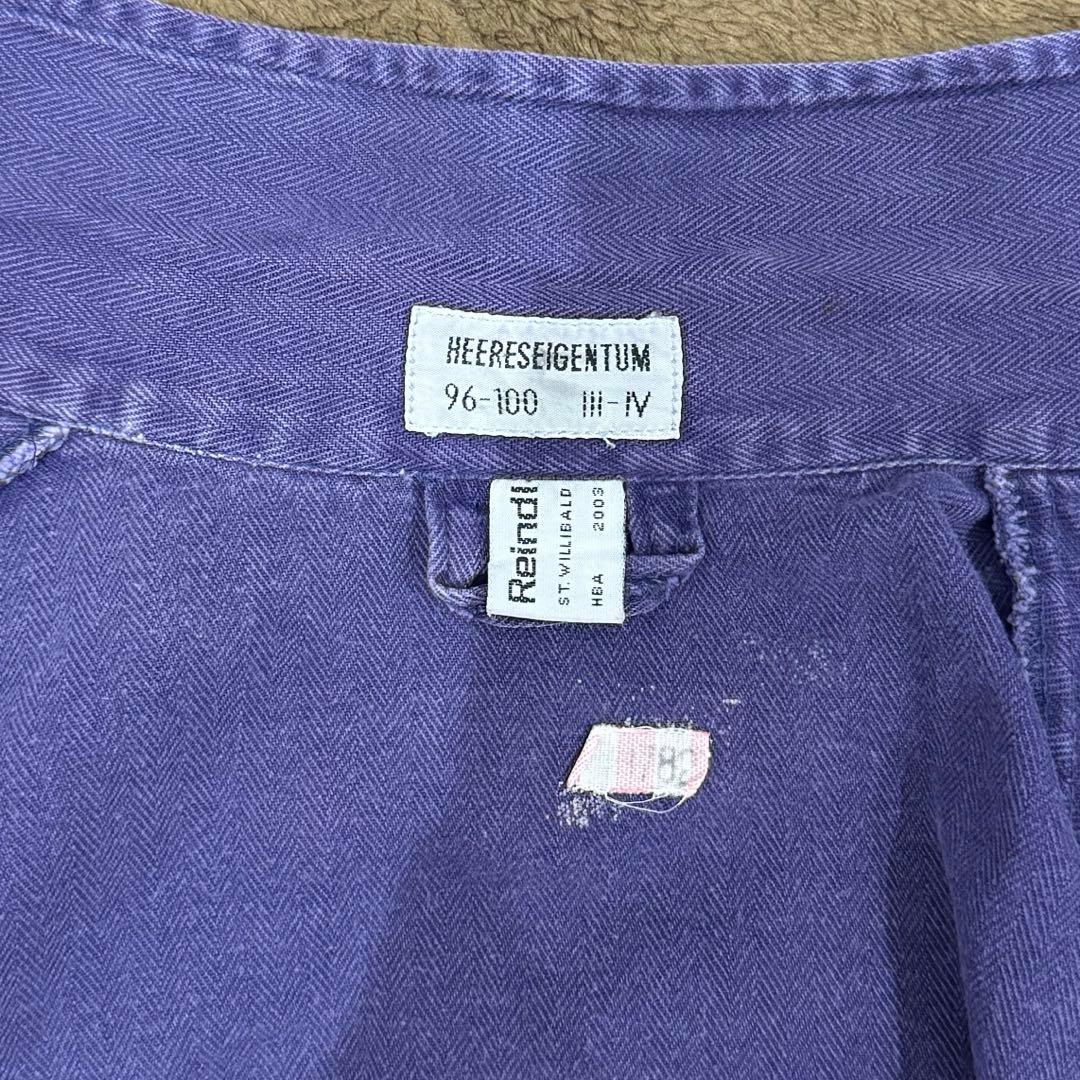 HEERESEIGENTUM
96-100 III-IV
Reindl
ST. WILLIBALD
HBA 2003